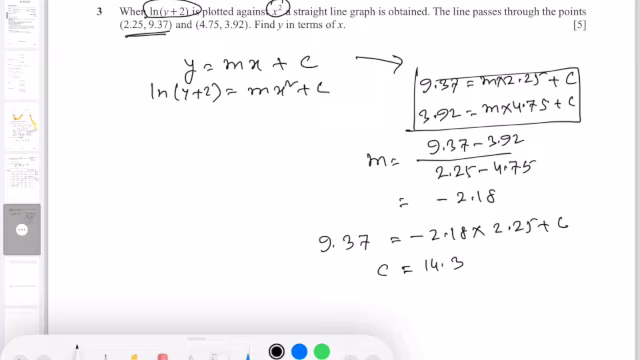 3 When ln(y+2) is plotted against x² a straight line graph is obtained. The line passes through the points
(2.25, 9.37) and (4.75, 3.92). Find y in terms of x. [5]
y = mx + c
ln(y+2) = mx² + c
9.37 = m×2.25 + c
3.92 = m×4.75 + c
m = 9.37 - 3.92
2.25 - 4.75
= - 2.18
9.37 = - 2.18 × 2.25 + c
c = 14.3